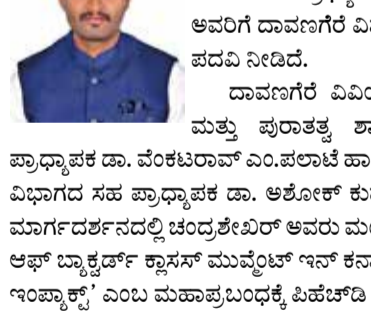 ಅವರಿಗೆ ದಾವಣಗೆರೆ
ಪದವಿ ನೀಡಿದೆ.
ದಾವಣಗೆರೆ ವಿವಿಯ
ಮತ್ತು ಪುರಾತತ್ವ
ಪ್ರಾಧ್ಯಾಪಕ ಡಾ. ವೆಂಕಟರಾವ್ ಎಂ.ಪಲಾಟೆ
ವಿಭಾಗದ ಸಹ ಪ್ರಾಧ್ಯಾಪಕ ಡಾ. ಅಶೋಕ್
ಮಾರ್ಗದರ್ಶನದಲ್ಲಿ ಚಂದ್ರಶೇಖರ್ ಅವರು
ಆಫ್ ಬ್ಯಾಕ್ವರ್ಡ್ ಕ್ಲಾಸಸ್ ಮುವ್ಮೆಂಟ್ ಇನ್
ಇಂಪ್ಯಾಕ್ಟ್' ಎಂಬ ಮಹಾಪ್ರಬಂಧಕ್ಕೆ ಪಿಹೆಚ್‌ಡಿ